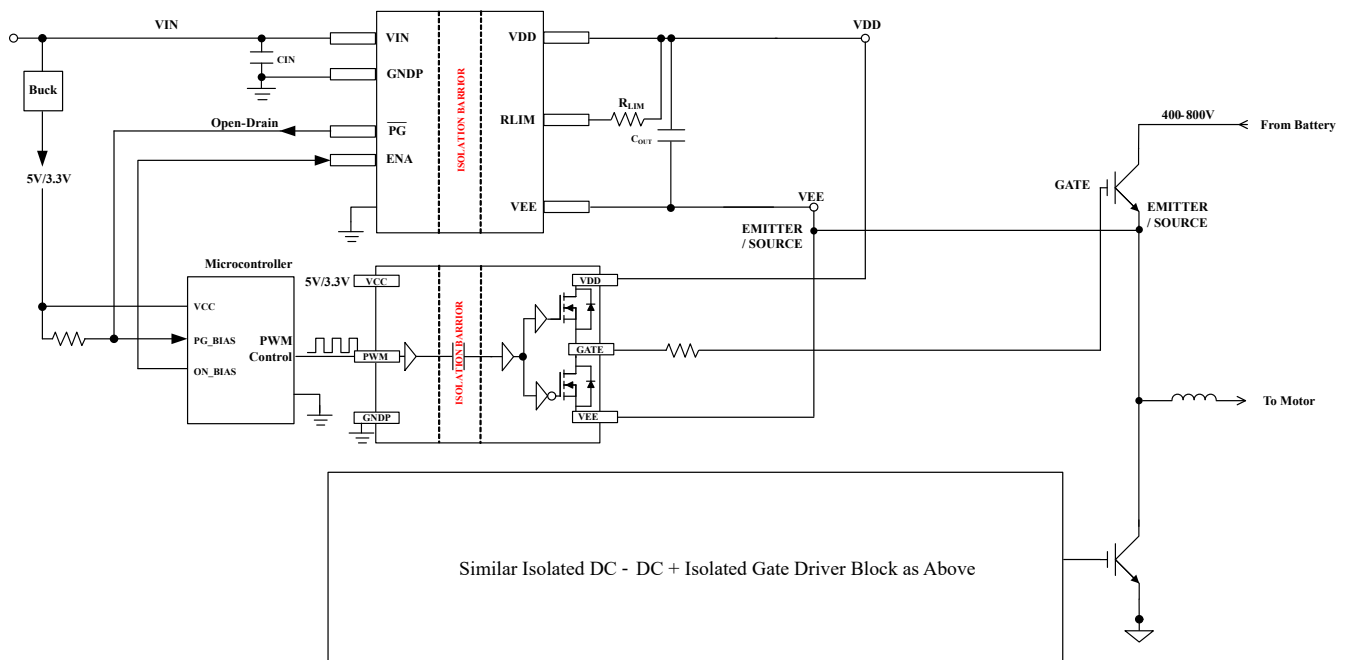 VIN
VDD
VIN
CIN
GNDP
Buck
Open-Drain
PG
ENA
5V/3.3V
ISOLATION BARRIOR
VDD
RLIM
VEE
RLIM
COUT
VEE
EMITTER
/ SOURCE
400-800V
From Battery
GATE
EMITTER
/ SOURCE
Microcontroller
VCC
PG_BIAS
ON_BIAS
PWM
Control
5V/3.3V
VCC
PWM
GNDP
ISOLATION BARRIOR
VDD
GATE
VEE
To Motor
Similar Isolated DC - DC + Isolated Gate Driver Block as Above